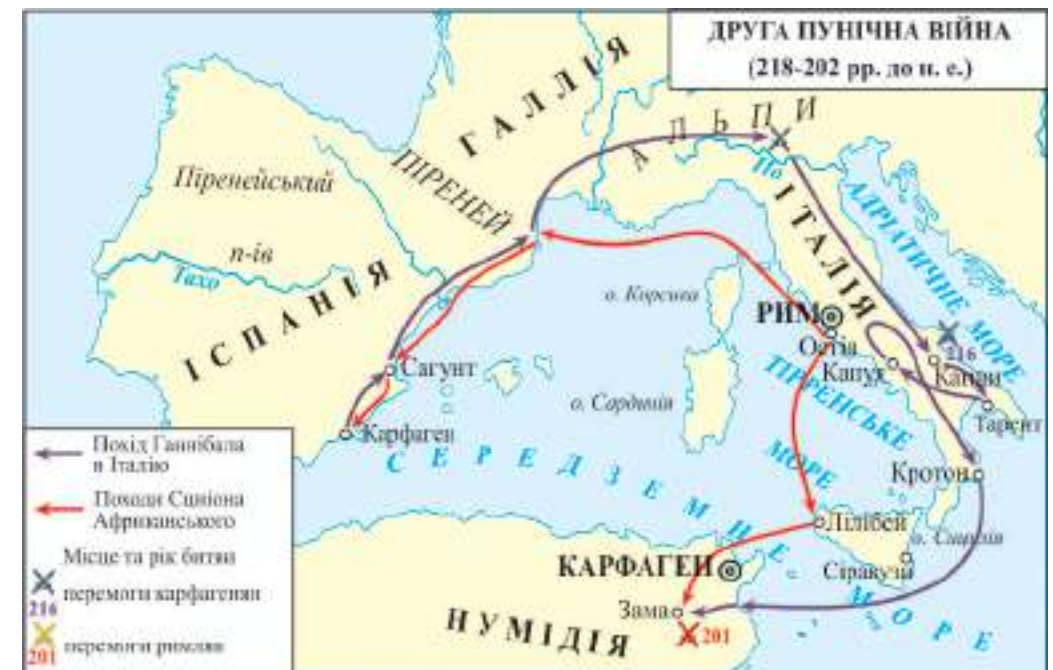 ДРУГА ПУНІЧНА ВІЙНА
(218-202 рр. до н. е.)
ГАЛЛІЯ
АЛЬПИ
По
ПІРЕНЕЙ
Піренейський
п-ів
Тахо
ІСПАНІЯ
ІТАЛІЯ
АДРИАТИЧНЕ МОРЕ
о. Корсика
РИМ
Остія
216
Капуя
Канни
Сагунт
ТІРЕНСЬКЕ
МОРЕ
о. Сардинія
Тарент
Карфаген
СЕРЕДЗЕМНЕ МОРЕ
Кротон
Лілібей
о. Сицилія
Сіракузи
КАРФАГЕН
Зама
201
НУМІДІЯ
Похід Ганнібала
в Італію
Походи Сципіона
Африканського
Місце та рік битви
216 перемоги карфагенян
201 перемоги римлян